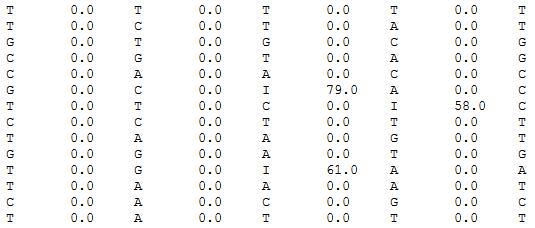 T 0.0 T 0.0 T 0.0 T 0.0 T
T 0.0 C 0.0 T 0.0 A 0.0 T
G 0.0 T 0.0 G 0.0 C 0.0 G
C 0.0 G 0.0 T 0.0 A 0.0 G
C 0.0 A 0.0 A 0.0 C 0.0 C
G 0.0 C 0.0 I 79.0 A 0.0 C
T 0.0 T 0.0 C 0.0 I 58.0 C
C 0.0 C 0.0 T 0.0 T 0.0 T
T 0.0 A 0.0 A 0.0 G 0.0 T
G 0.0 G 0.0 A 0.0 T 0.0 G
T 0.0 G 0.0 I 61.0 A 0.0 A
T 0.0 A 0.0 A 0.0 A 0.0 T
C 0.0 A 0.0 C 0.0 G 0.0 C
T 0.0 A 0.0 T 0.0 T 0.0 T